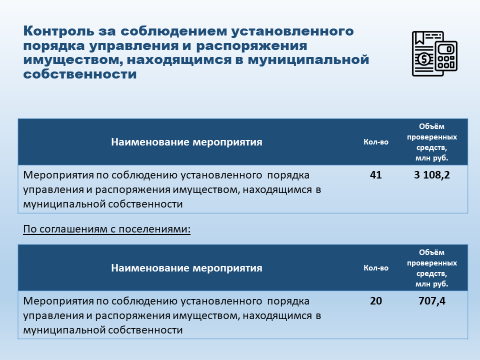 Контроль за соблюдением установленного
порядка управления и распоряжения
имуществом, находящимся в муниципальной
собственности
Наименование мероприятия
Кол-во
Объём
проверенных
средств,
млн руб.
Мероприятия по соблюдению установленного порядка
управления и распоряжения имуществом, находящимся в
муниципальной собственности
41
3 108,2
По соглашениям с поселениями:
Наименование мероприятия
Кол-во
Объём
проверенных
средств,
млн руб.
Мероприятия по соблюдению установленного порядка
управления и распоряжения имуществом, находящимся в
муниципальной собственности
20
707,4